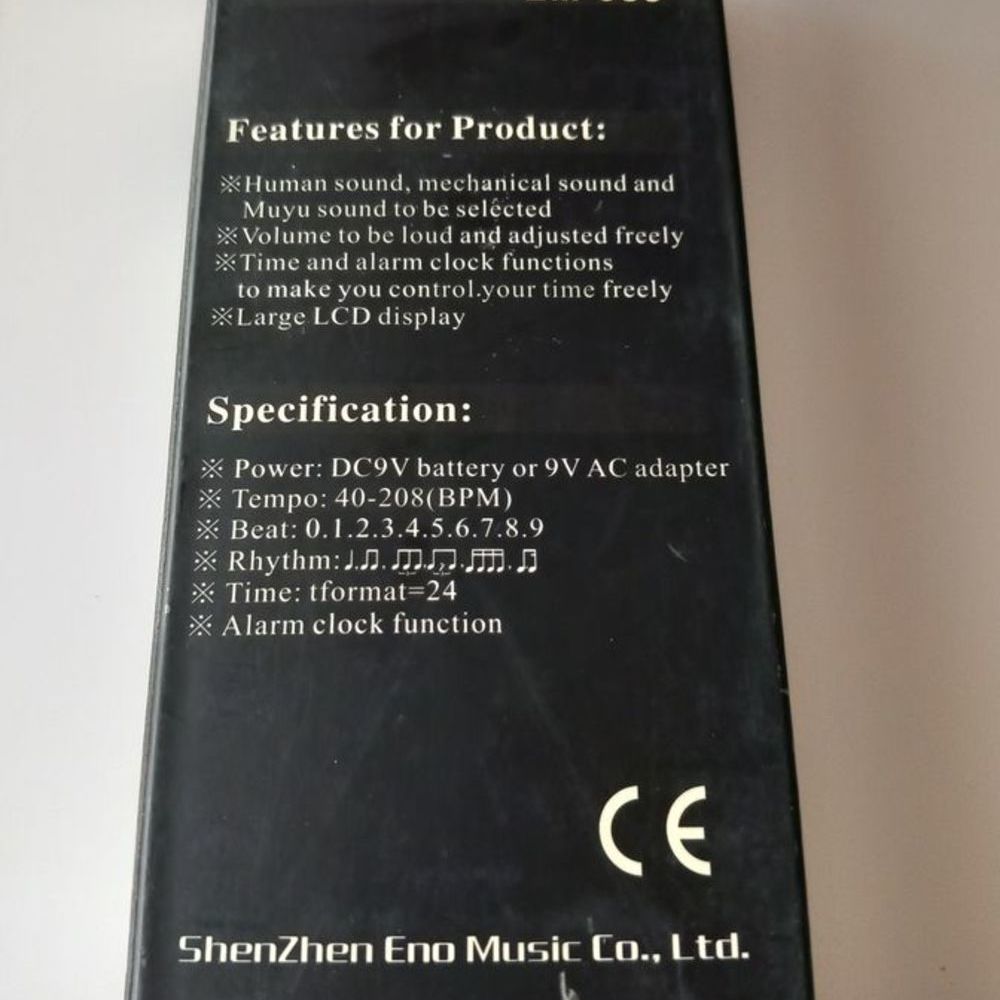 Features for Product:
※Human sound, mechanical sound and
Muyu sound to be selected
※Volume to be loud and adjusted freely
※Time and alarm clock functions
to make you control.your time freely
※Large LCD display
Specification:
※ Power: DC9V battery or 9V AC adapter
※ Tempo: 40-208(BPM)
※ Beat: 0.1.2.3.4.5.6.7.8.9
※ Rhythm:
※ Time: tformat=24
※ Alarm clock function
CE
ShenZhen Eno Music Co., Ltd.